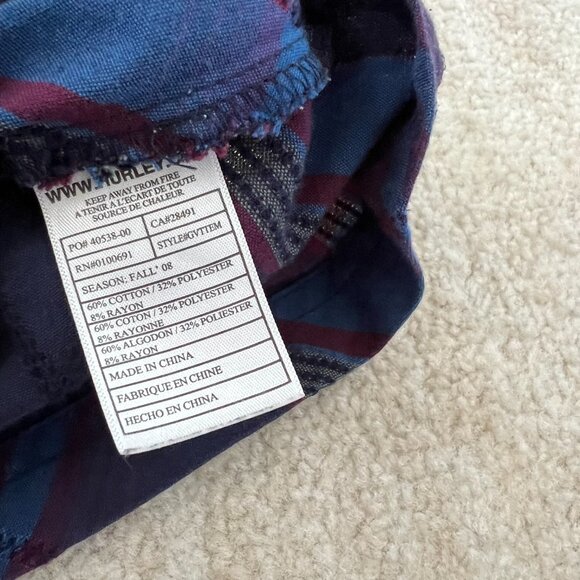 WWW.HURLEY
KEEP AWAY FROM FIRE
A TENIR A L'ECART DE TOUTE
SOURCE DE CHALEUR.
PO# 40538-00 CA#28491
RN#0100691 STYLE#GVTTEM
SEASON: FALL' 08
60% COTTON / 32% POLYESTER
8% RAYON
60% COTON / 32% POLYESTER
8% RAYONNE
60% ALGODON / 32% POLIESTER
8% RAYON
MADE IN CHINA
FABRIQUE EN CHINE
HECHO EN CHINA